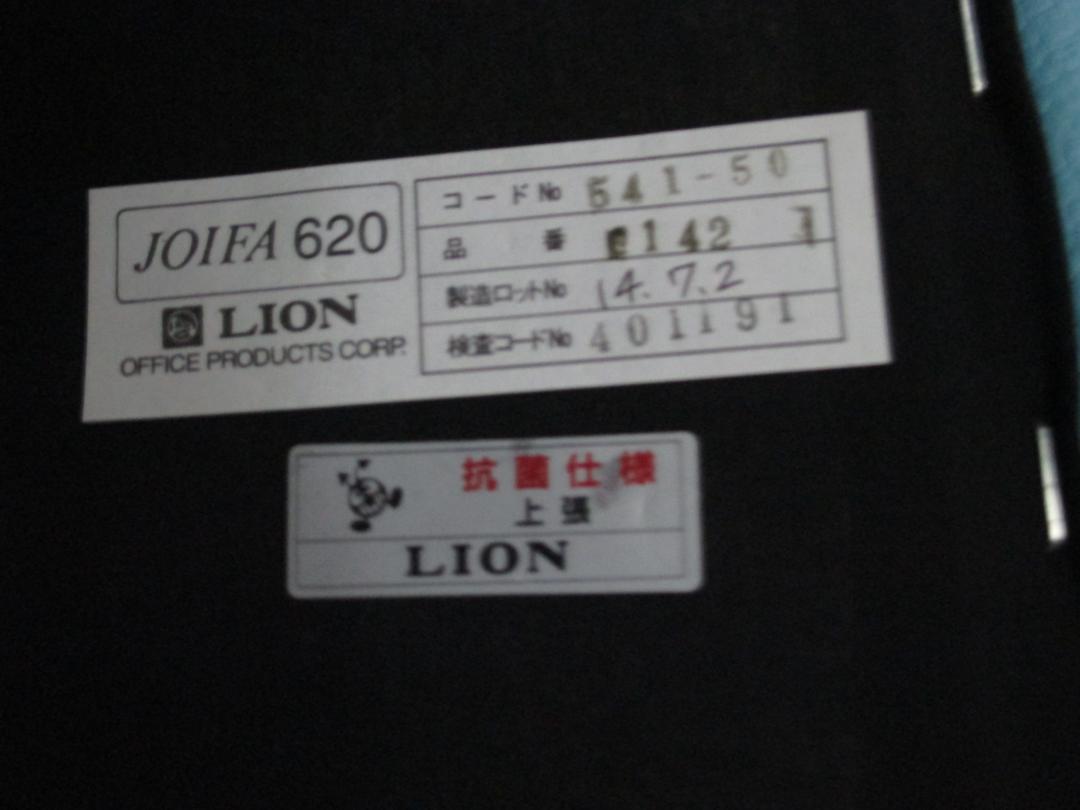 JOIFA 620
LION
OFFICE PRODUCTS CORP.
コードNo 541-50
品番 142
製造ロットNo 14.7.2
検査コードNo 401191
抗菌仕様
上張
LION